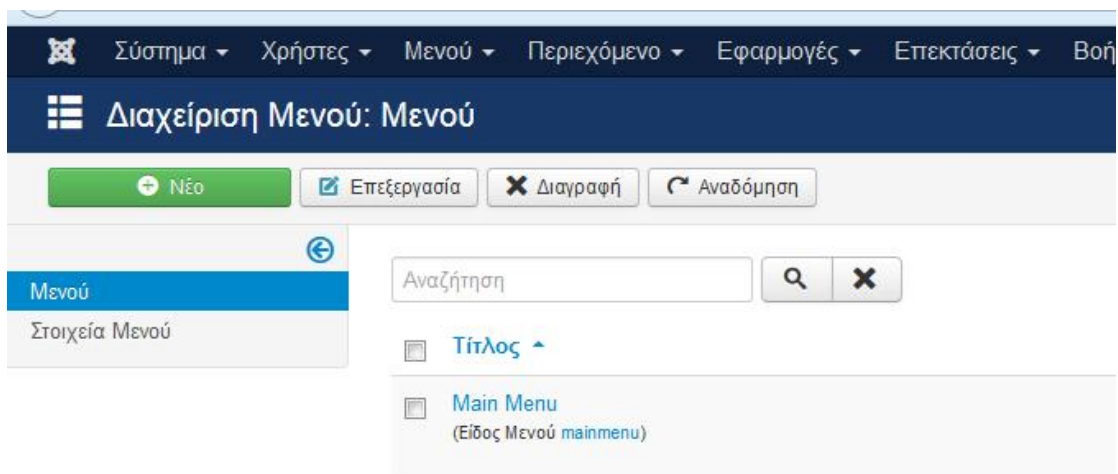 Σύστημα Χρήστες Μενού Περιεχόμενο Εφαρμογές Επεκτάσεις
Διαχείριση Μενού: Μενού
Νέο Επεξεργασία Διαγραφή Αναδόμηση
Αναζήτηση
Μενού
Στοιχεία Μενού
Τίτλος
Main Menu
(Είδος Μενού mainmenu)